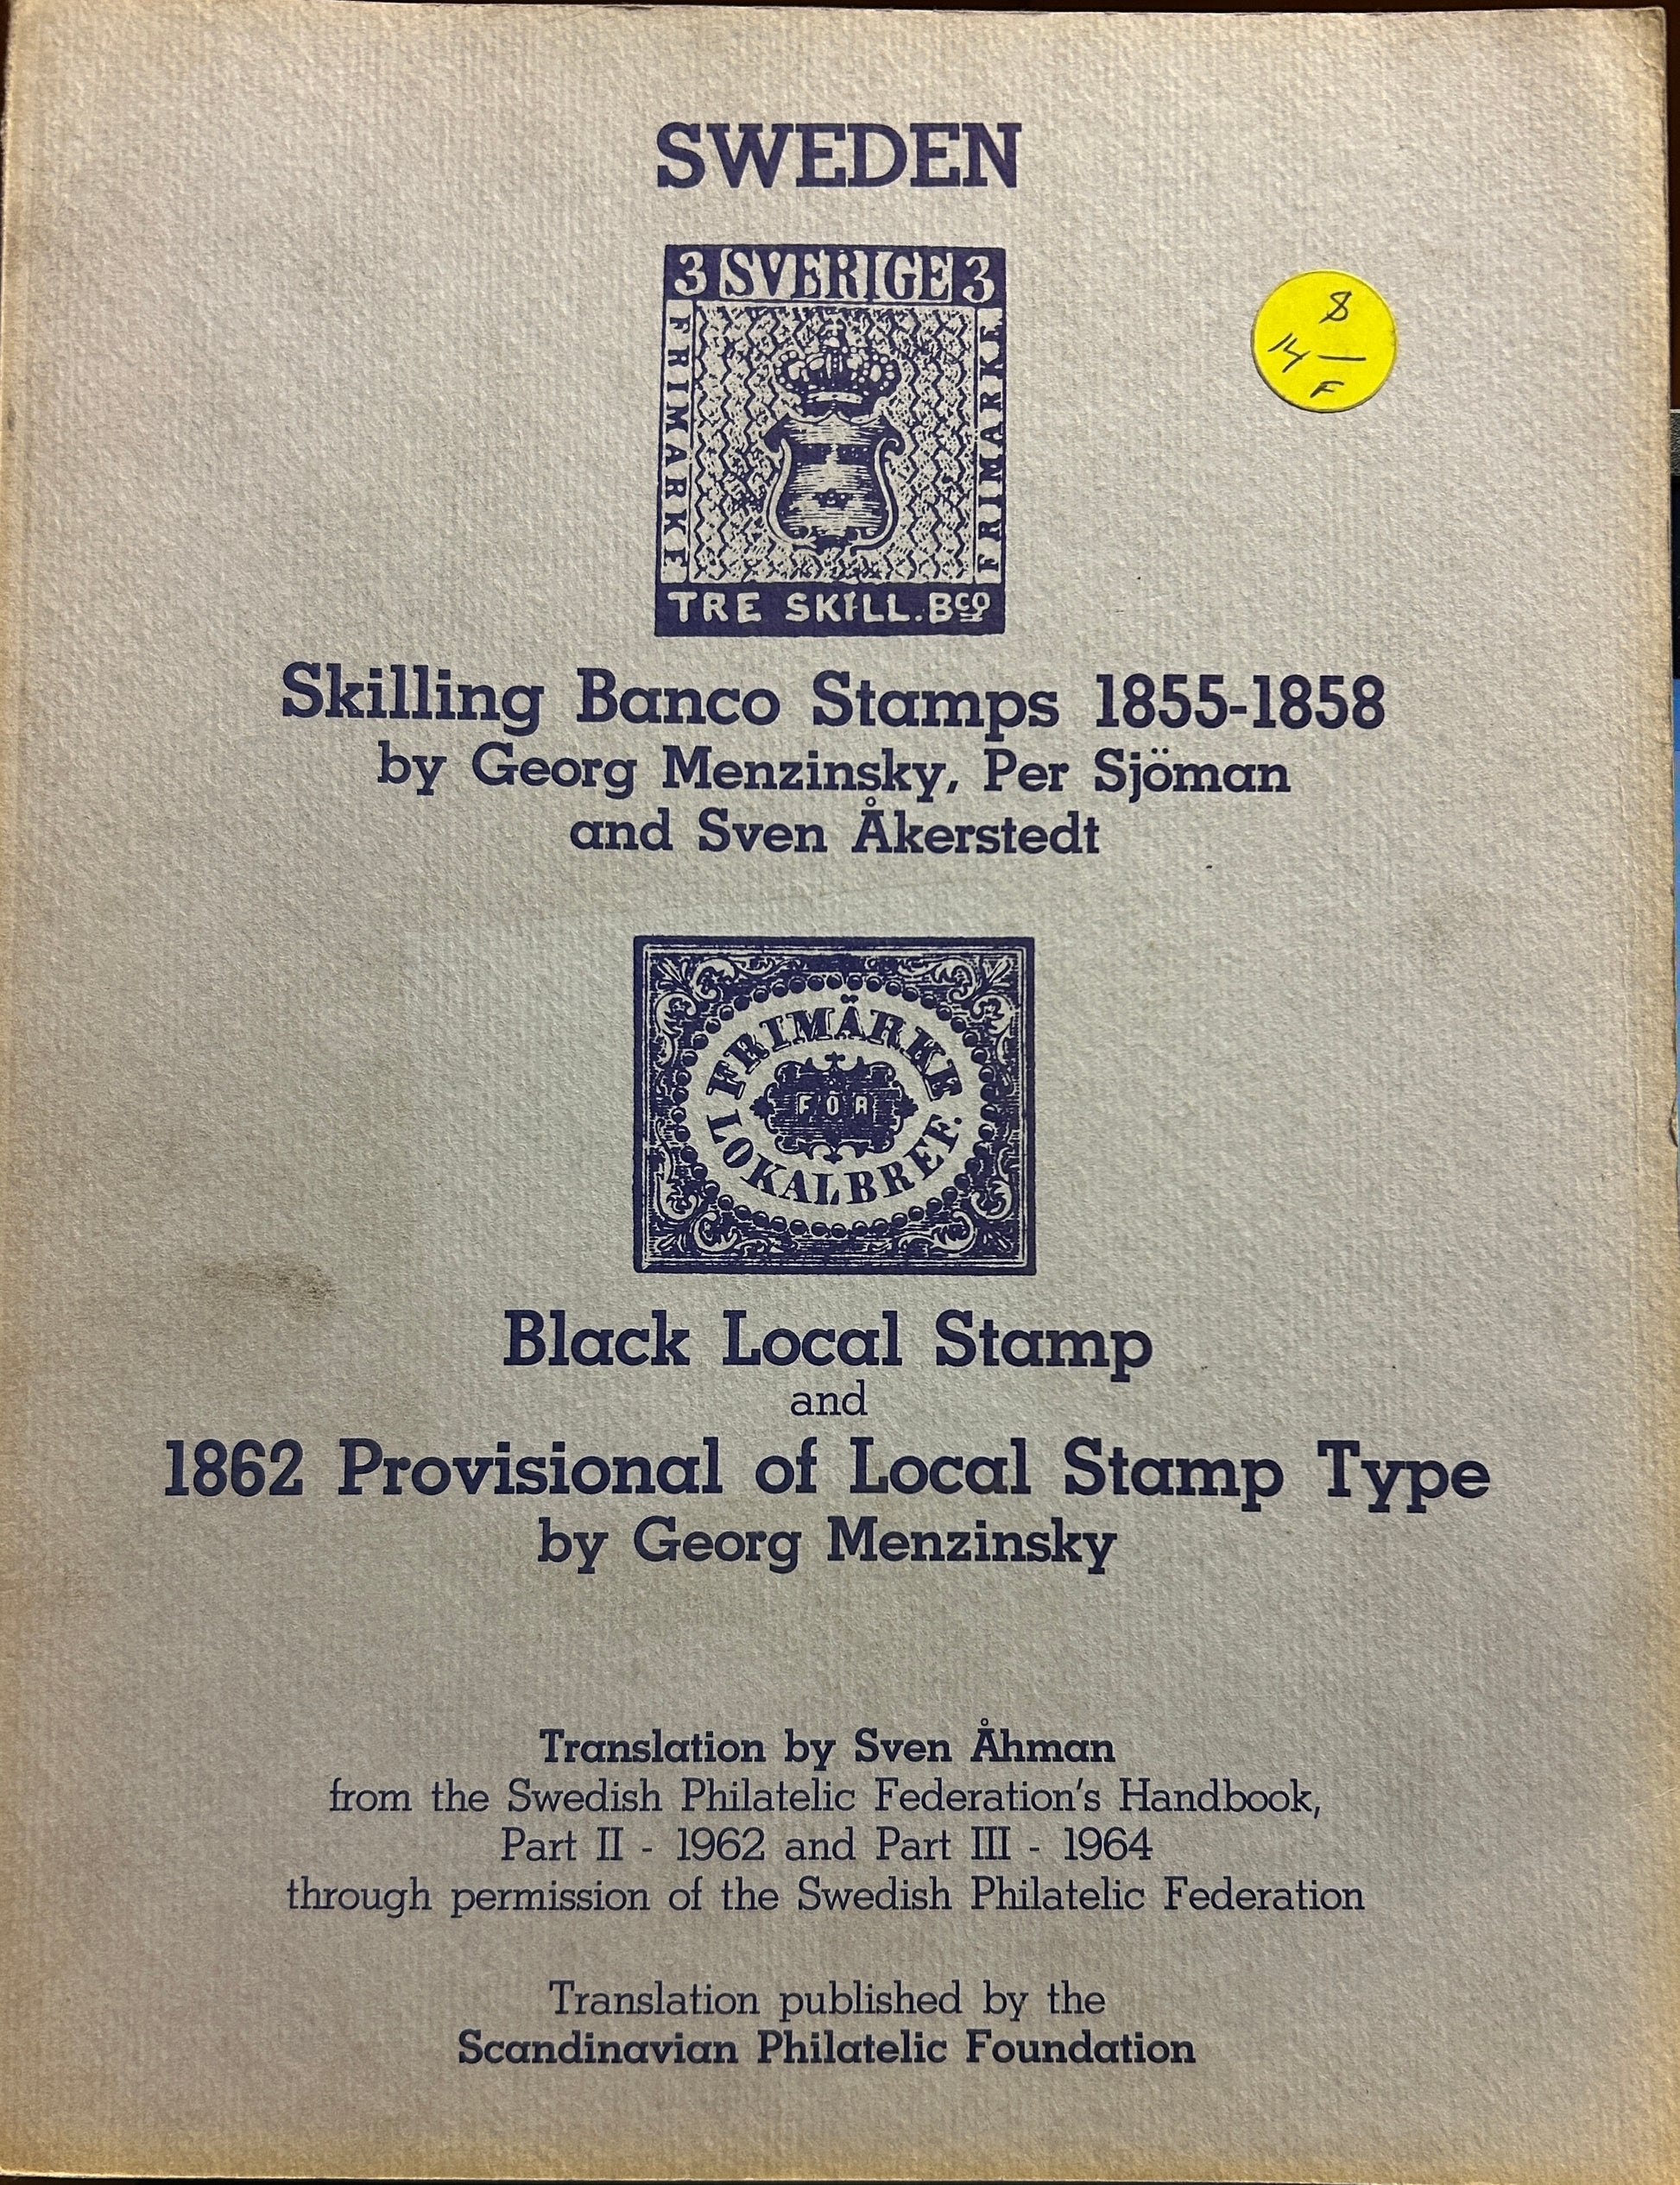 SWEDEN
3 SVERIGE 3
FRIMARKE
FRIMARKE
TRE SKILL. Bco
Skilling Banco Stamps 1855-1858
by Georg Menzinsky, Per Sjöman
and Sven Åkerstedt
FRIMÄRKE
FÖR
LOKALBREF.
Black Local Stamp
and
1862 Provisional of Local Stamp Type
by Georg Menzinsky
Translation by Sven Åhman
from the Swedish Philatelic Federation's Handbook,
Part II - 1962 and Part III - 1964
through permission of the Swedish Philatelic Federation
Translation published by the
Scandinavian Philatelic Foundation
$
14 —
F